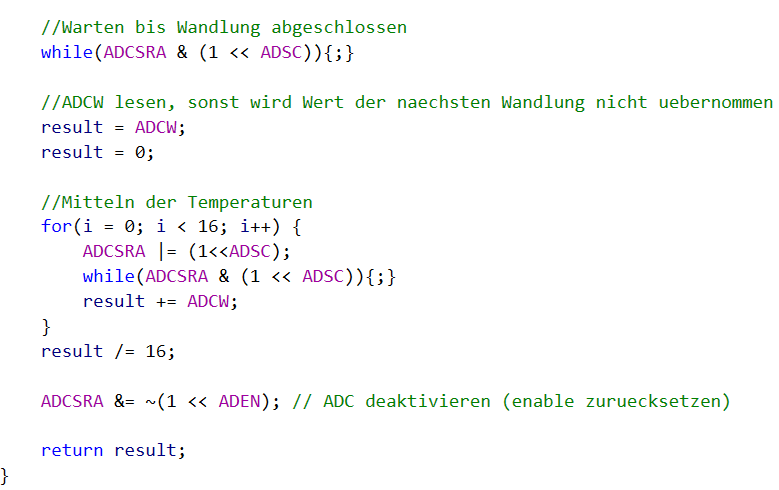 //Warten bis Wandlung abgeschlossen
while(ADCSRA & (1 << ADSC)){;}
//ADCW lesen, sonst wird Wert der naechsten Wandlung nicht uebernommen
result = ADCW;
result = 0;
//Mitteln der Temperaturen
for(i = 0; i < 16; i++) {
ADCSRA |= (1<<ADSC);
while(ADCSRA & (1 << ADSC)){;}
result += ADCW;
}
result /= 16;
ADCSRA &= ~(1 << ADEN); // ADC deaktivieren (enable zuruecksetzen)
return result;
}